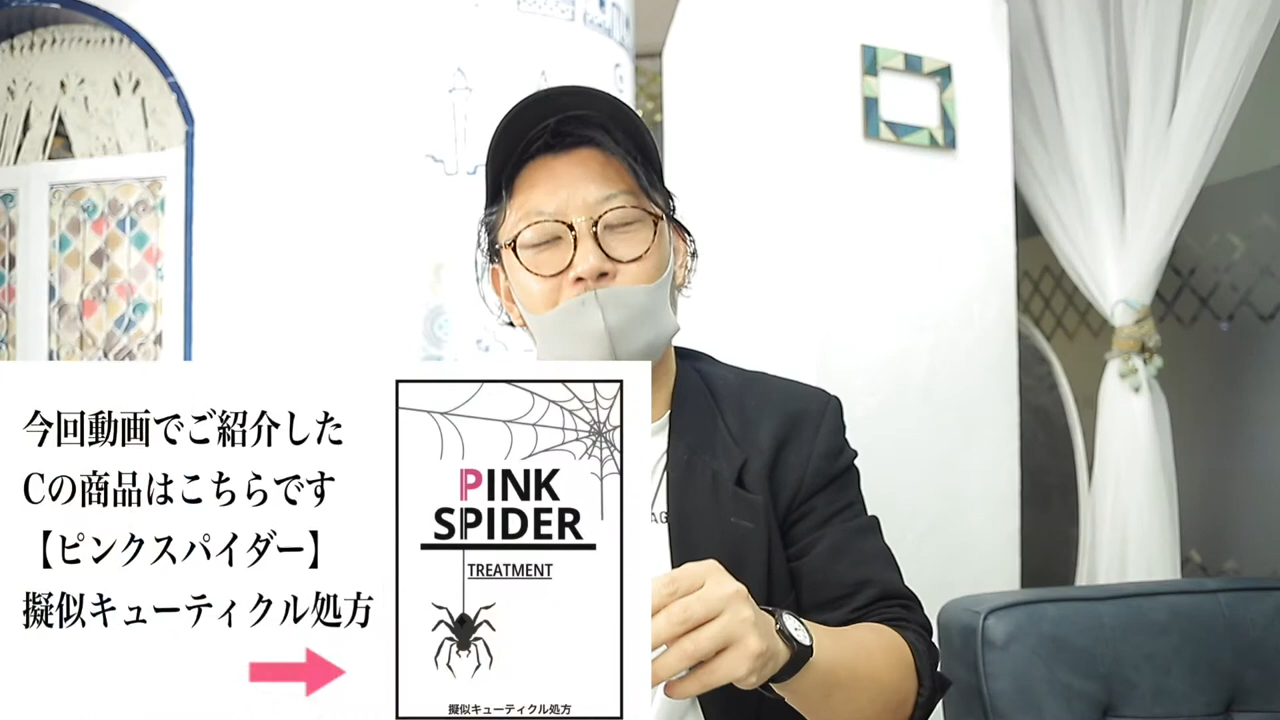 今回動画でご紹介した
Cの商品はこちらです
【ピンクスパイダー】
擬似キューティクル処方
PINK
SPIDER
TREATMENT
擬似キューティクル処方